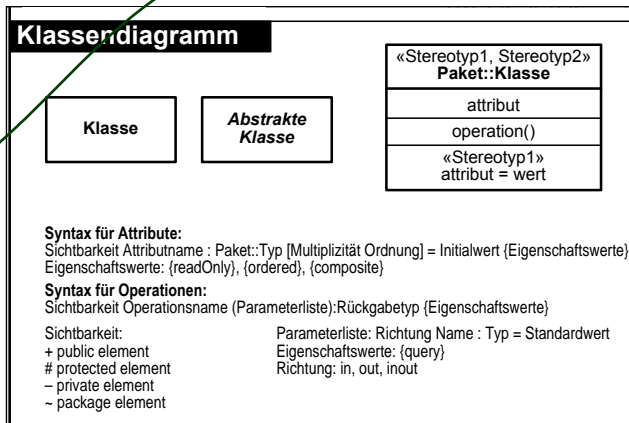 Klassendiagramm
«Stereotyp1, Stereotyp2»
Paket::Klasse
attribut
operation()
«Stereotyp1»
attribut = wert
Klasse
Abstrakte
Klasse
Syntax für Attribute:
Sichtbarkeit Attributname : Paket::Typ [Multiplizität Ordnung] = Initialwert {Eigenschaftswerte}
Eigenschaftswerte: {readOnly}, {ordered}, {composite}
Syntax für Operationen:
Sichtbarkeit Operationsname (Parameterliste):Rückgabetyp {Eigenschaftswerte}
Sichtbarkeit:
+ public element
# protected element
– private element
~ package element
Parameterliste: Richtung Name : Typ = Standardwert
Eigenschaftswerte: {query}
Richtung: in, out, inout